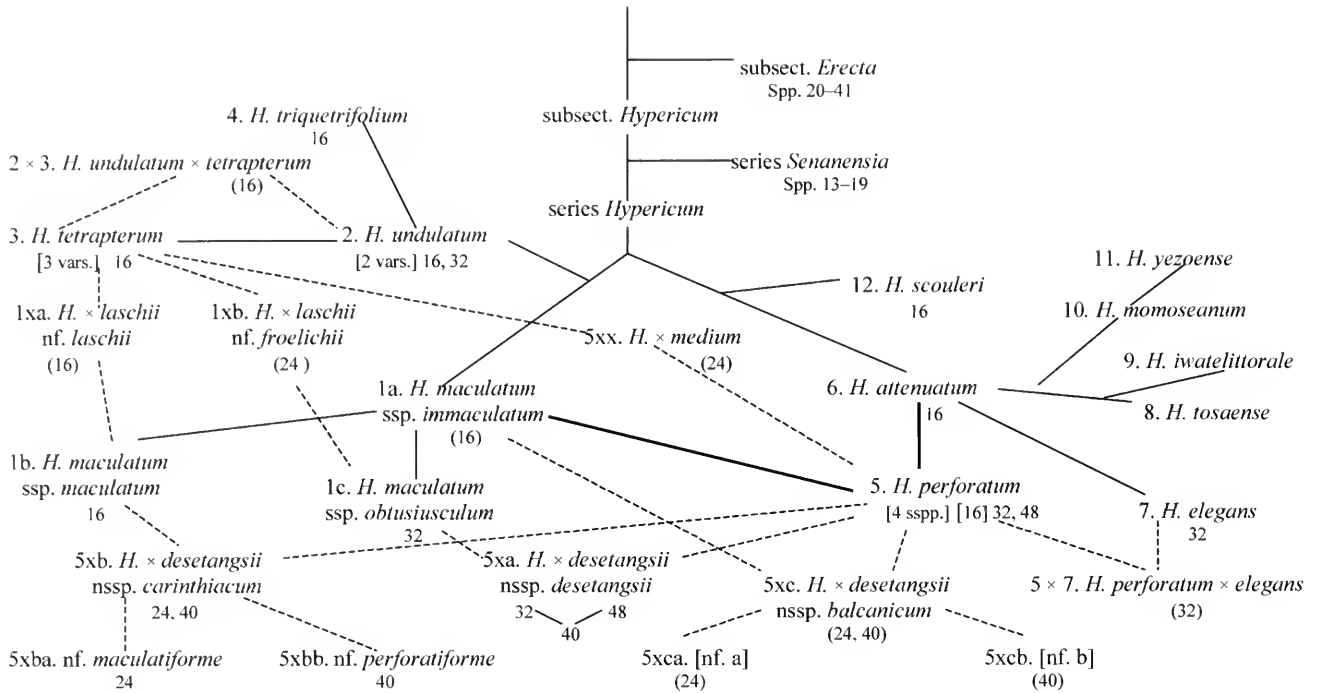 subsect. Erecta
Spp. 20–41
4. H. triquetrifolium
16
subsect. Hypericum
2 × 3. H. undulatum × tetrapterum
(16)
series Senanensia
Spp. 13–19
series Hypericum
3. H. tetrapterum
[3 vars.] 16
2. H. undulatum
[2 vars.] 16, 32
11. H. yezoense
12. H. scouleri
16
10. H. momoseanum
1xa. H. × laschii
nf. laschii
(16)
1xb. H. × laschii
nf. froelichii
(24 )
5xx. H. × medium
(24)
9. H. iwatelittorale
1a. H. maculatum
ssp. immaculatum
(16)
6. H. attenuatum
16
8. H. tosaense
1b. H. maculatum
ssp. maculatum
16
1c. H. maculatum
ssp. obtusiusculum
32
5. H. perforatum
[4 sspp.] [16] 32, 48
7. H. elegans
32
5xb. H. × desetangsii
nssp. carinthiacum
24, 40
5xa. H. × desetangsii
nssp. desetangsii
32 48
40
5xc. H. × desetangsii
nssp. balcanicum
(24, 40)
5 × 7. H. perforatum × elegans
(32)
5xba. nf. maculatiforme
24
5xbb. nf. perforatiforme
40
5xca. [nf. a]
(24)
5xcb. [nf. b]
(40)